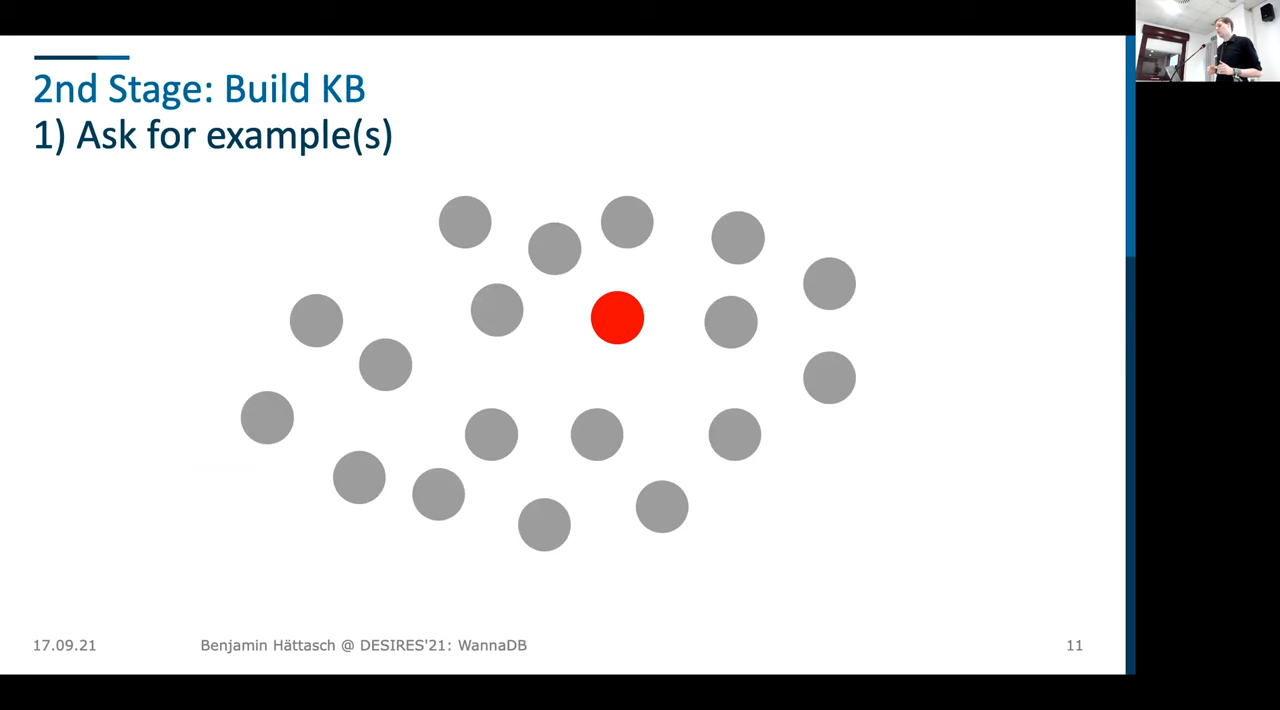 2nd Stage: Build KB
1) Ask for example(s)
17.09.21
Benjamin Hättasch @ DESIRES'21: WannaDB
11